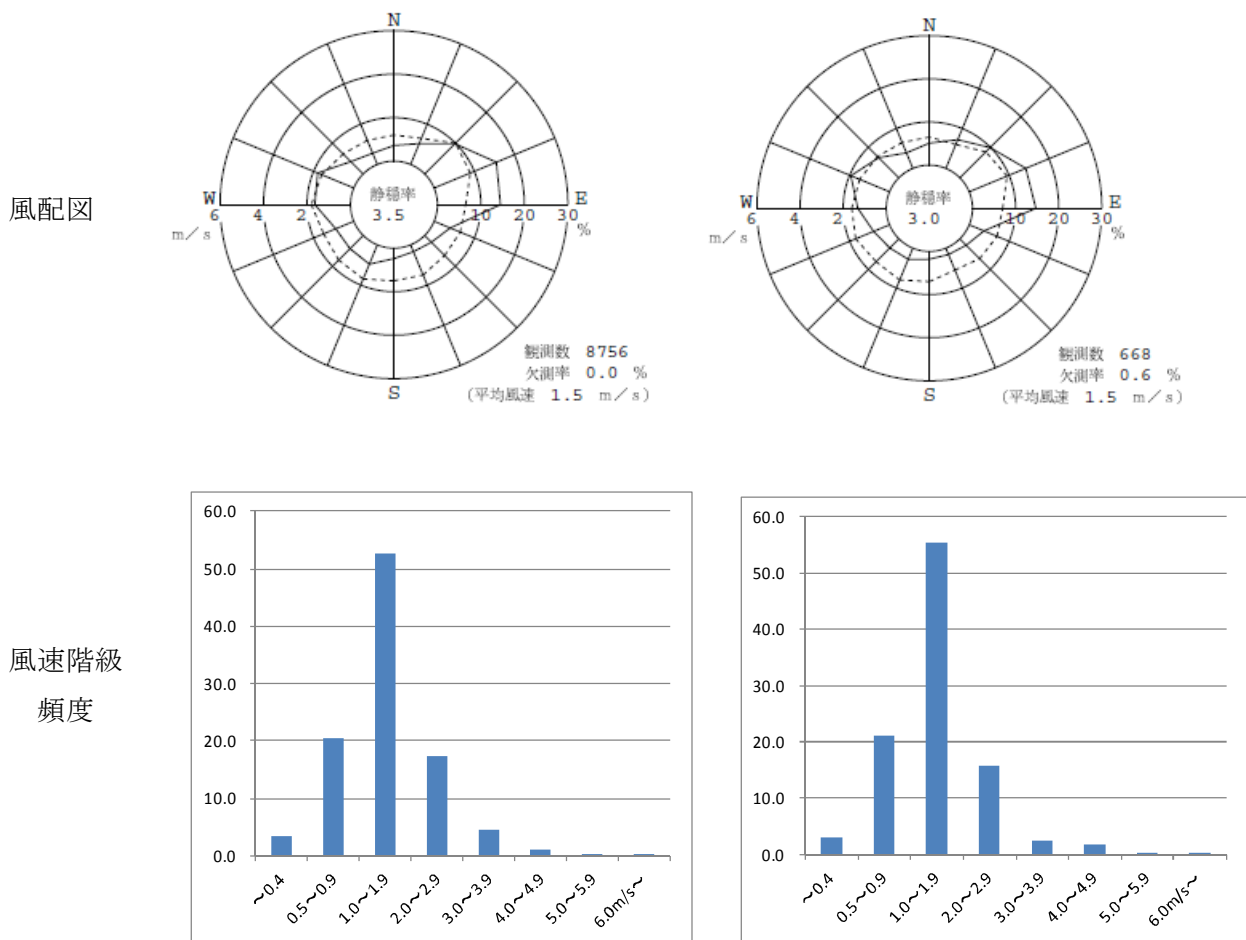 風配図
N
W
E
6 4 2
静穏率
3.5
10 20 30
m/s
%
S
観測数 8756
欠測率 0.0 %
(平均風速 1.5 m/s)
N
W
E
6 4 2
静穏率
3.0
10 20 30
m/s
%
S
観測数 668
欠測率 0.6 %
(平均風速 1.5 m/s)
風速階級
頻度
60.0
50.0
40.0
30.0
20.0
10.0
0.0
～0.4
0.5～0.9
1.0～1.9
2.0～2.9
3.0～3.9
4.0～4.9
5.0～5.9
6.0m/s～
60.0
50.0
40.0
30.0
20.0
10.0
0.0
～0.4
0.5～0.9
1.0～1.9
2.0～2.9
3.0～3.9
4.0～4.9
5.0～5.9
6.0m/s～